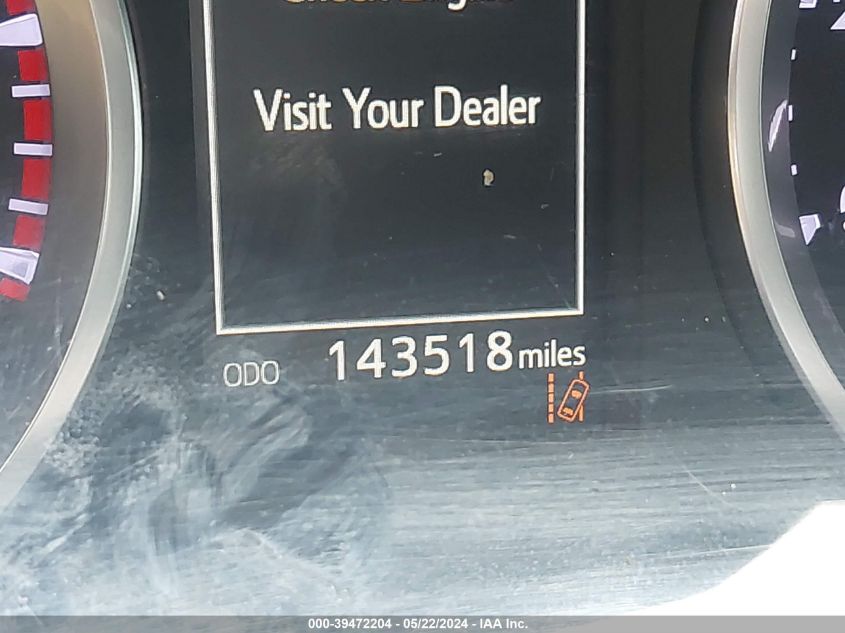 Visit Your Dealer
ODO 143518 miles
000-39472204 - 05/22/2024 - IAA Inc.